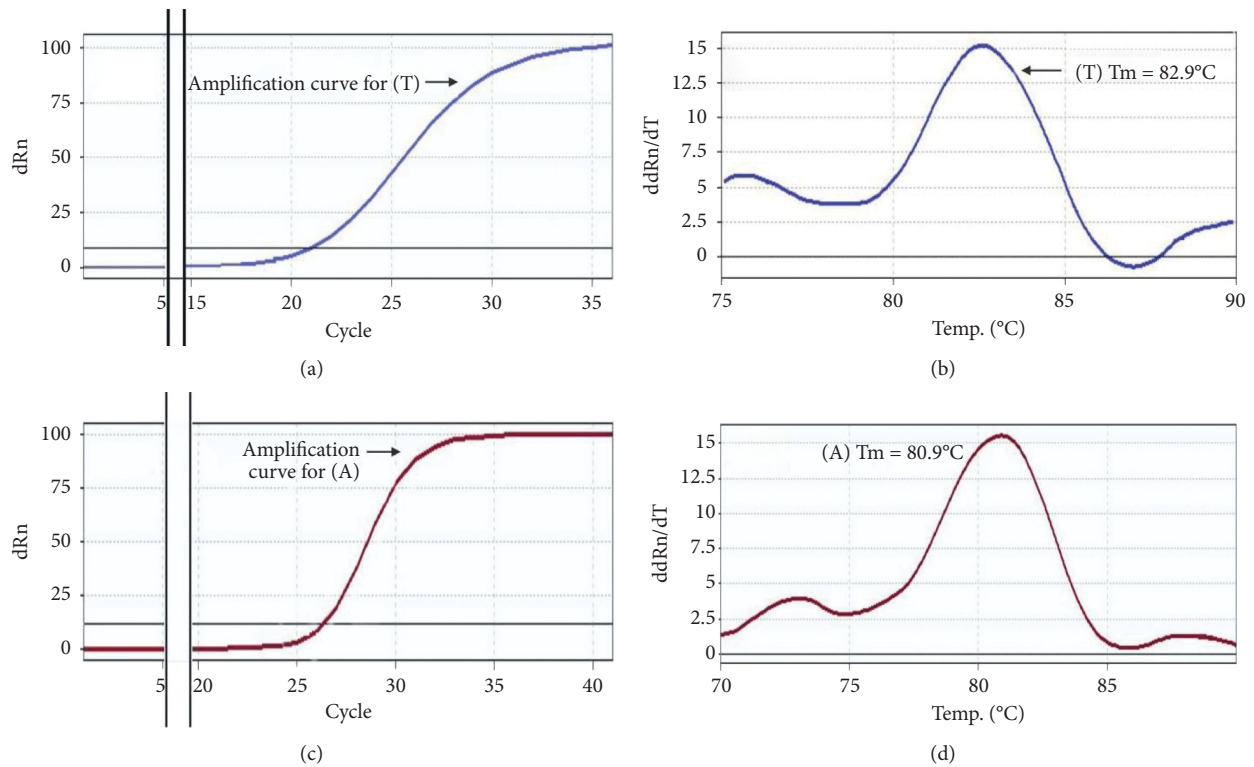 100
75
50
25
0
dRn
Amplification curve for (T)
5 15 20 25 30 35
Cycle
(a)
15
12.5
10
7.5
5
2.5
0
ddRn/dT
(T) Tm = 82.9°C
75 80 85 90
Temp. (°C)
(b)
100
75
50
25
0
dRn
Amplification
curve for (A)
5 20 25 30 35 40
Cycle
(c)
15
12.5
10
7.5
5
2.5
0
ddRn/dT
(A) Tm = 80.9°C
70 75 80 85
Temp. (°C)
(d)